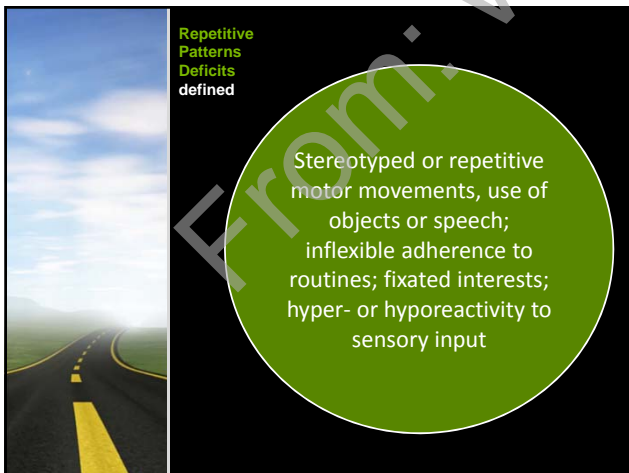 Repetitive
Patterns
Deficits
defined
Stereotyped or repetitive
motor movements, use of
objects or speech;
inflexible adherence to
routines; fixated interests;
hyper- or hyporeactivity to
sensory input
From: